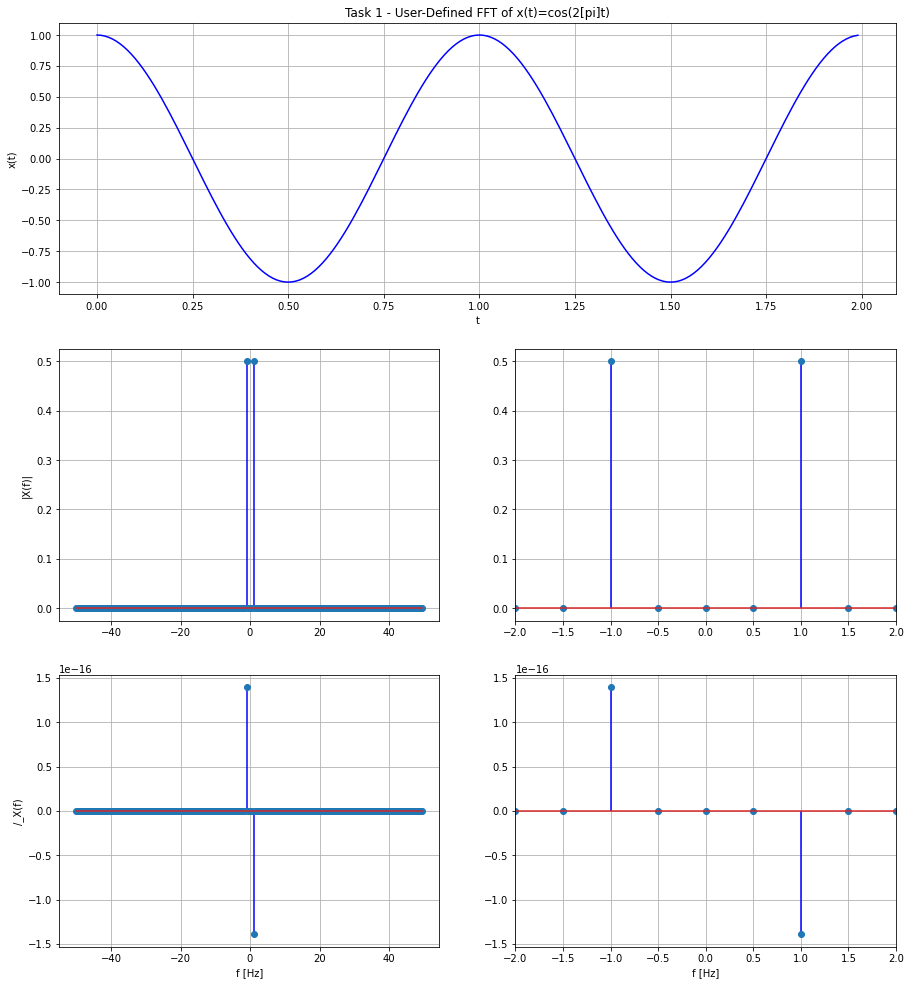 Task 1 - User-Defined FFT of x(t)=cos(2[pi]t)
1.00
0.75
0.50
0.25
0.00
−0.25
−0.50
−0.75
−1.00
x(t)
0.00 0.25 0.50 0.75 1.00 1.25 1.50 1.75 2.00
t
0.5
0.4
0.3
0.2
0.1
0.0
|X(f)|
−40 −20 0 20 40
0.5
0.4
0.3
0.2
0.1
0.0
−2.0 −1.5 −1.0 −0.5 0.0 0.5 1.0 1.5 2.0
1e−16
1.5
1.0
0.5
0.0
−0.5
−1.0
−1.5
/_X(f)
−40 −20 0 20 40
f [Hz]
1e−16
1.5
1.0
0.5
0.0
−0.5
−1.0
−1.5
−2.0 −1.5 −1.0 −0.5 0.0 0.5 1.0 1.5 2.0
f [Hz]